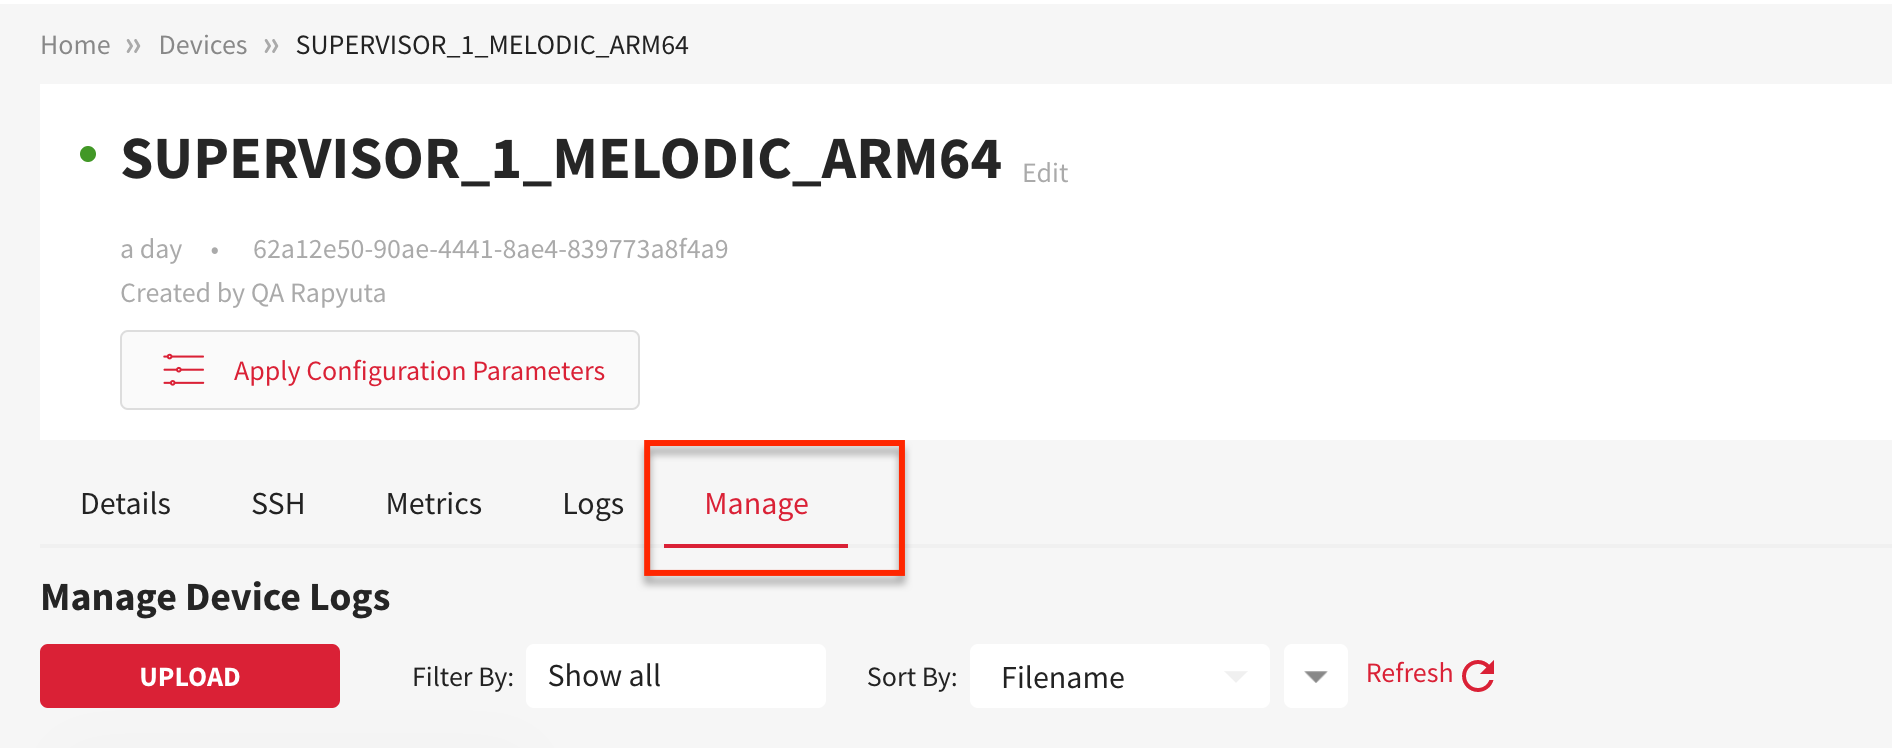 Home » Devices » SUPERVISOR_1_MELODIC_ARM64
SUPERVISOR_1_MELODIC_ARM64 Edit
a day • 62a12e50-90ae-4441-8ae4-839773a8f4a9
Created by QA Rapyuta
Apply Configuration Parameters
Details SSH Metrics Logs Manage
Manage Device Logs
UPLOAD Filter By: Show all Sort By: Filename Refresh